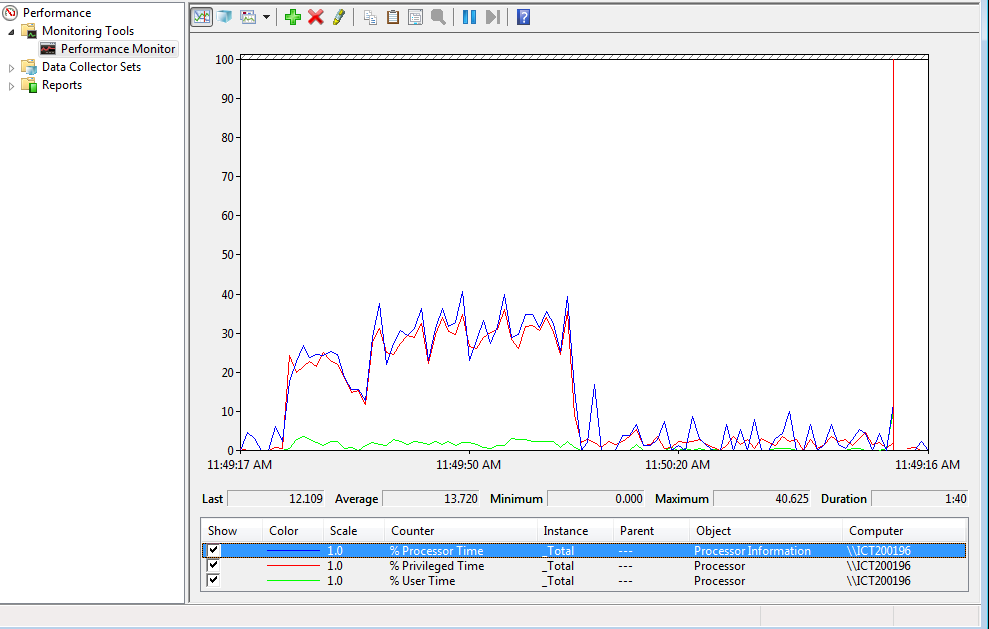 Performance
Monitoring Tools
Performance Monitor
Data Collector Sets
Reports
100
90
80
70
60
50
40
30
20
10
0
11:49:17 AM 11:49:50 AM 11:50:20 AM 11:49:16 AM
Last 12.109 Average 13.720 Minimum 0.000 Maximum 40.625 Duration 1:40
Show Color Scale Counter Instance Parent Object Computer
1.0 % Processor Time _Total --- Processor Information \\ICT200196
1.0 % Privileged Time _Total --- Processor \\ICT200196
1.0 % User Time _Total --- Processor \\ICT200196